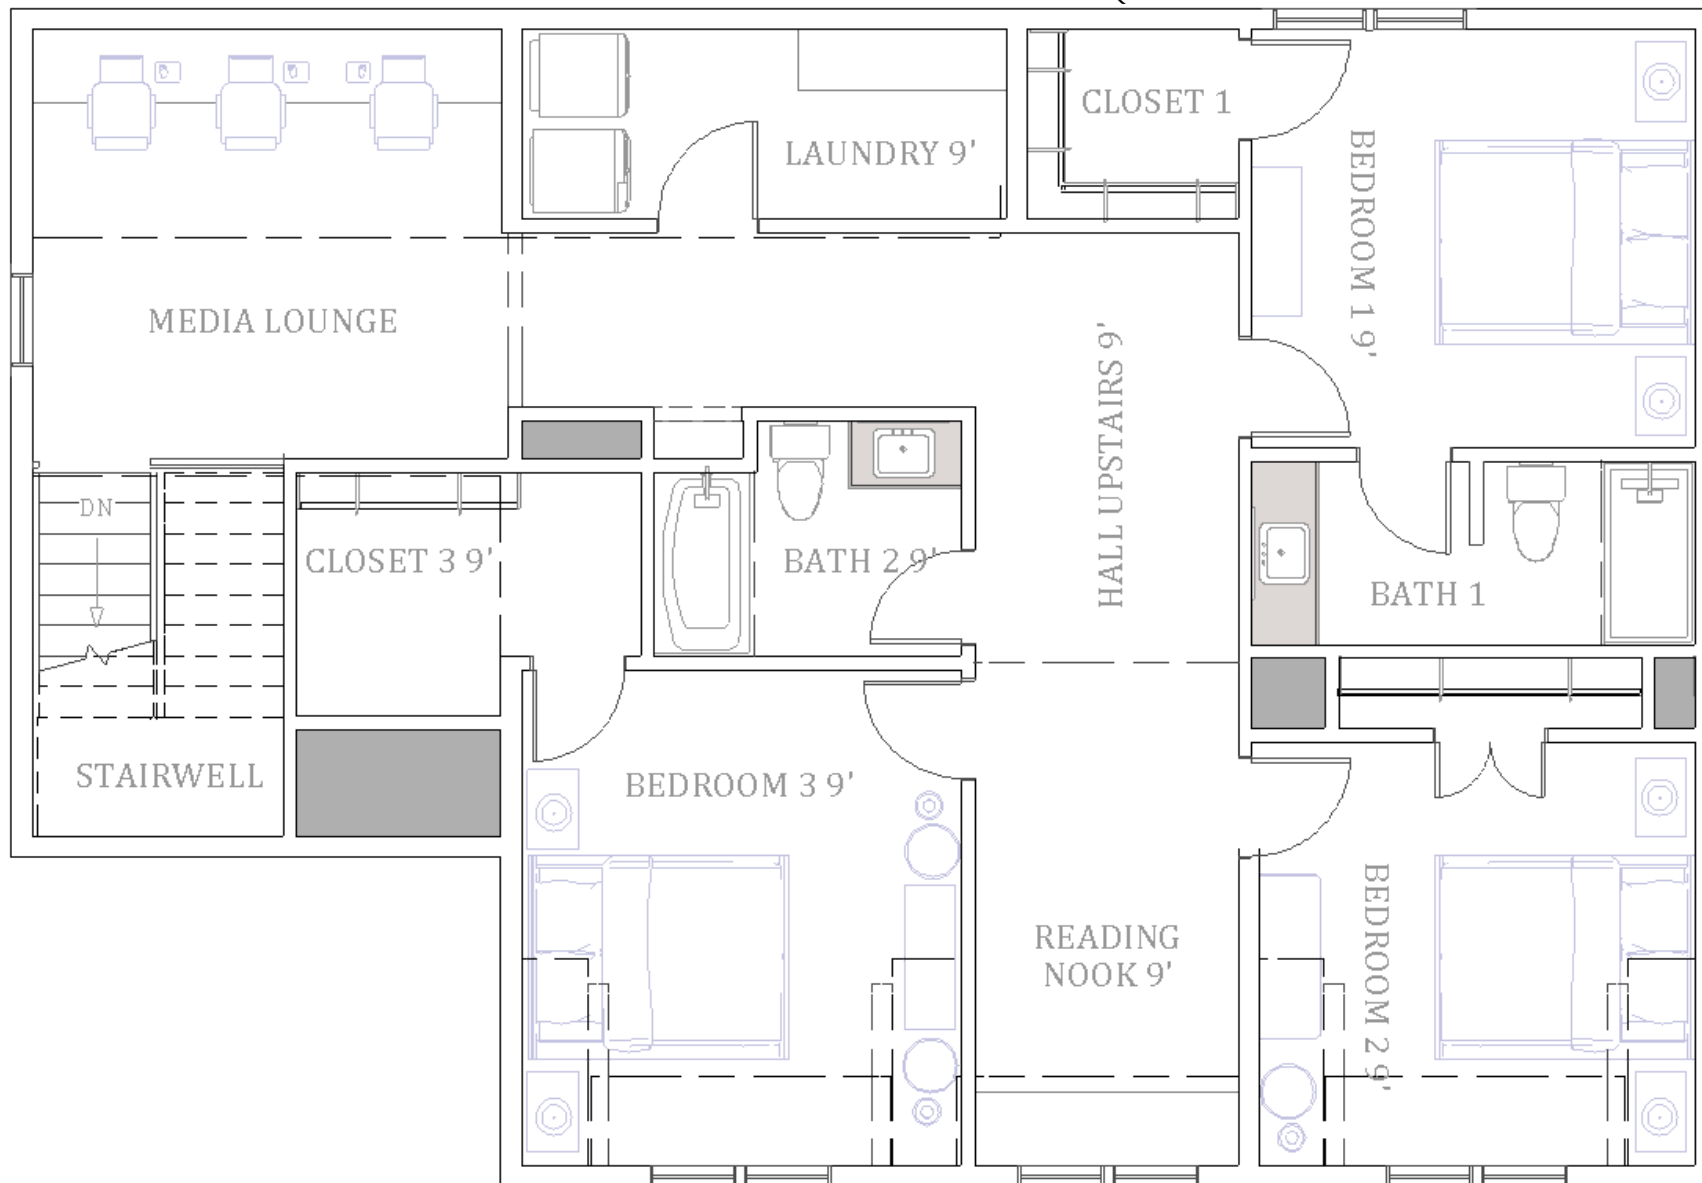 CLOSET 1
LAUNDRY 9'
BEDROOM 1 9'
MEDIA LOUNGE
HALL UPSTAIRS 9'
DN
CLOSET 3 9'
BATH 2 9'
BATH 1
STAIRWELL
BEDROOM 3 9'
READING
NOOK 9'
BEDROOM 2 9'